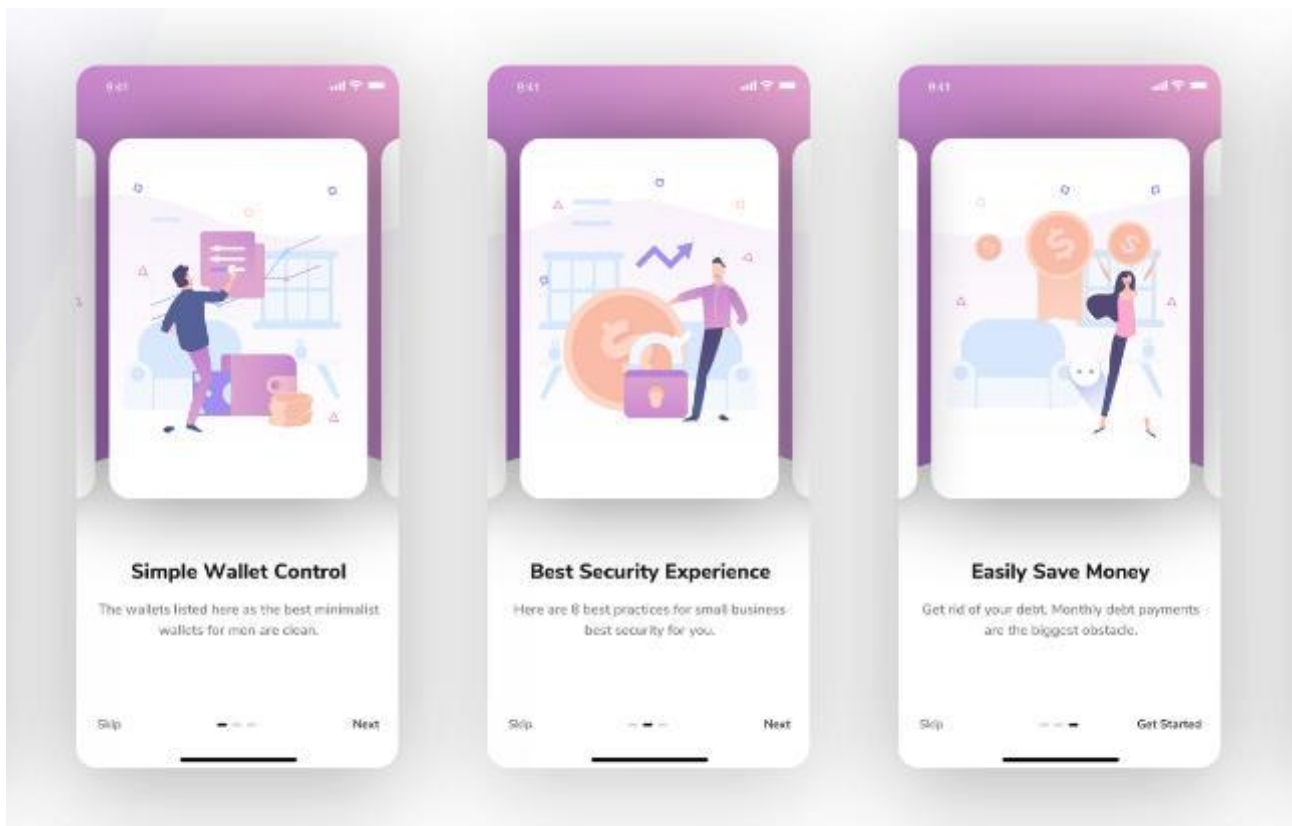 9:41
Simple Wallet Control
The wallets listed here as the best minimalist
wallets for men are clean.
Skip
Next
9:41
Best Security Experience
Here are 8 best practices for small business
best security for you.
Skip
Next
9:41
Easily Save Money
Get rid of your debt. Monthly debt payments
are the biggest obstacle.
Skip
Get Started